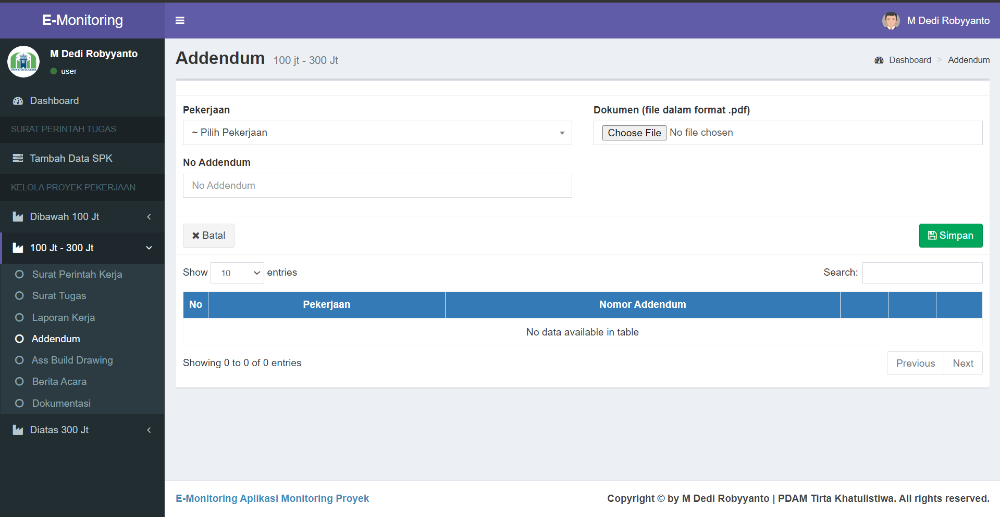 E-Monitoring
M Dedi Robyyanto
M Dedi Robyyanto
user
TIRTA KHATULISTIWA
Dashboard
SURAT PERINTAH TUGAS
Tambah Data SPK
KELOLA PROYEK PEKERJAAN
Dibawah 100 Jt
100 Jt - 300 Jt
Surat Perintah Kerja
Surat Tugas
Laporan Kerja
Addendum
Ass Build Drawing
Berita Acara
Dokumentasi
Diatas 300 Jt
Addendum 100 jt - 300 Jt
Dashboard > Addendum
Pekerjaan
~ Pilih Pekerjaan
Dokumen (file dalam format .pdf)
Choose File No file chosen
No Addendum
No Addendum
Batal
Simpan
Show 10 entries
Search:
No Pekerjaan Nomor Addendum
No data available in table
Showing 0 to 0 of 0 entries
Previous Next
E-Monitoring Aplikasi Monitoring Proyek
Copyright © by M Dedi Robyyanto | PDAM Tirta Khatulistiwa. All rights reserved.